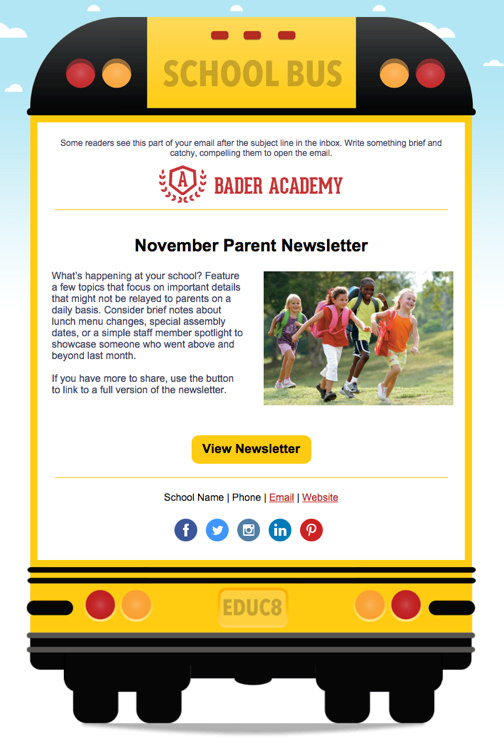 SCHOOL BUS
Some readers see this part of your email after the subject line in the inbox. Write something brief and
catchy, compelling them to open the email.
A
BADER ACADEMY
November Parent Newsletter
What's happening at your school? Feature
a few topics that focus on important details
that might not be relayed to parents on a
daily basis. Consider brief notes about
lunch menu changes, special assembly
dates, or a simple staff member spotlight to
showcase someone who went above and
beyond last month.
If you have more to share, use the button
to link to a full version of the newsletter.
View Newsletter
School Name | Phone | Email | Website
EDUC8